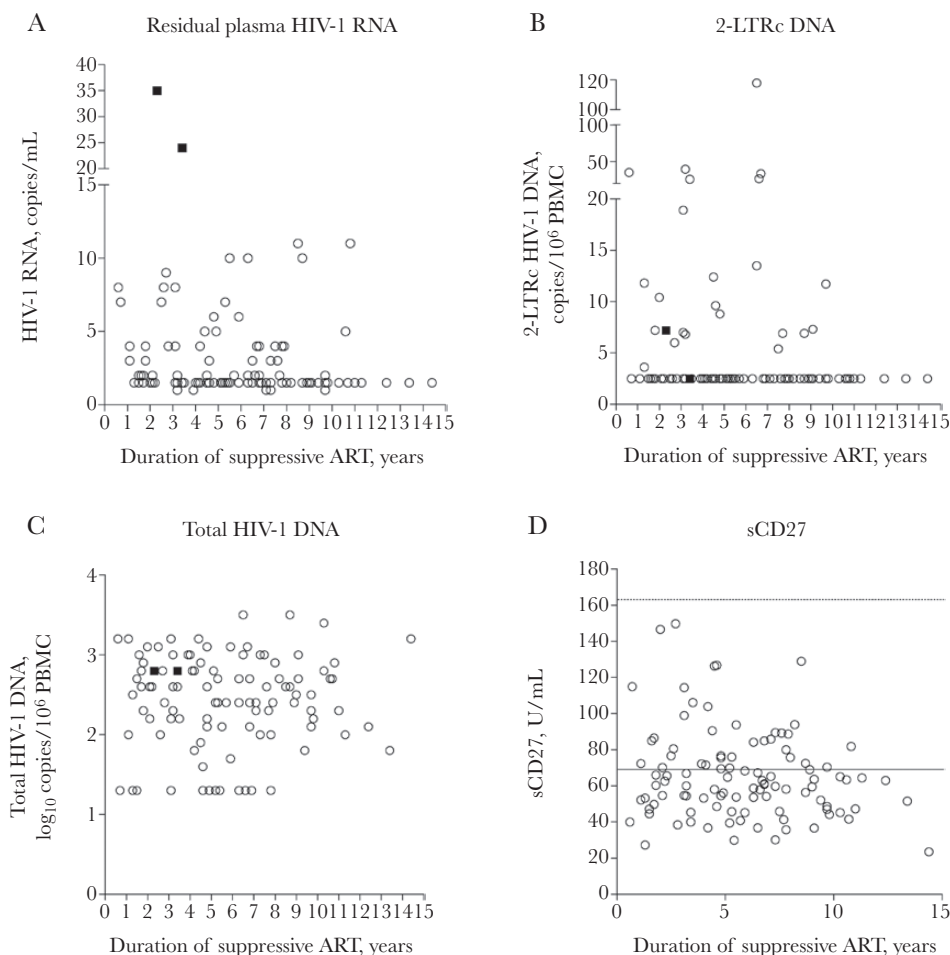 A
Residual plasma HIV-1 RNA
40
35
30
25
20
15
10
5
0
HIV-1 RNA, copies/mL
0 1 2 3 4 5 6 7 8 9 10 11 12 13 14 15
Duration of suppressive ART, years
B
2-LTRc DNA
120
100
100
50
20
15
10
5
0
2-LTRc HIV-1 DNA,
copies/10⁶ PBMC
0 1 2 3 4 5 6 7 8 9 10 11 12 13 14 15
Duration of suppressive ART, years
C
Total HIV-1 DNA
4
3
2
1
0
Total HIV-1 DNA,
log₁₀ copies/10⁶ PBMC
0 1 2 3 4 5 6 7 8 9 10 11 12 13 14 15
Duration of suppressive ART, years
D
sCD27
180
160
140
120
100
80
60
40
20
0
sCD27, U/mL
0 5 10 15
Duration of suppressive ART, years